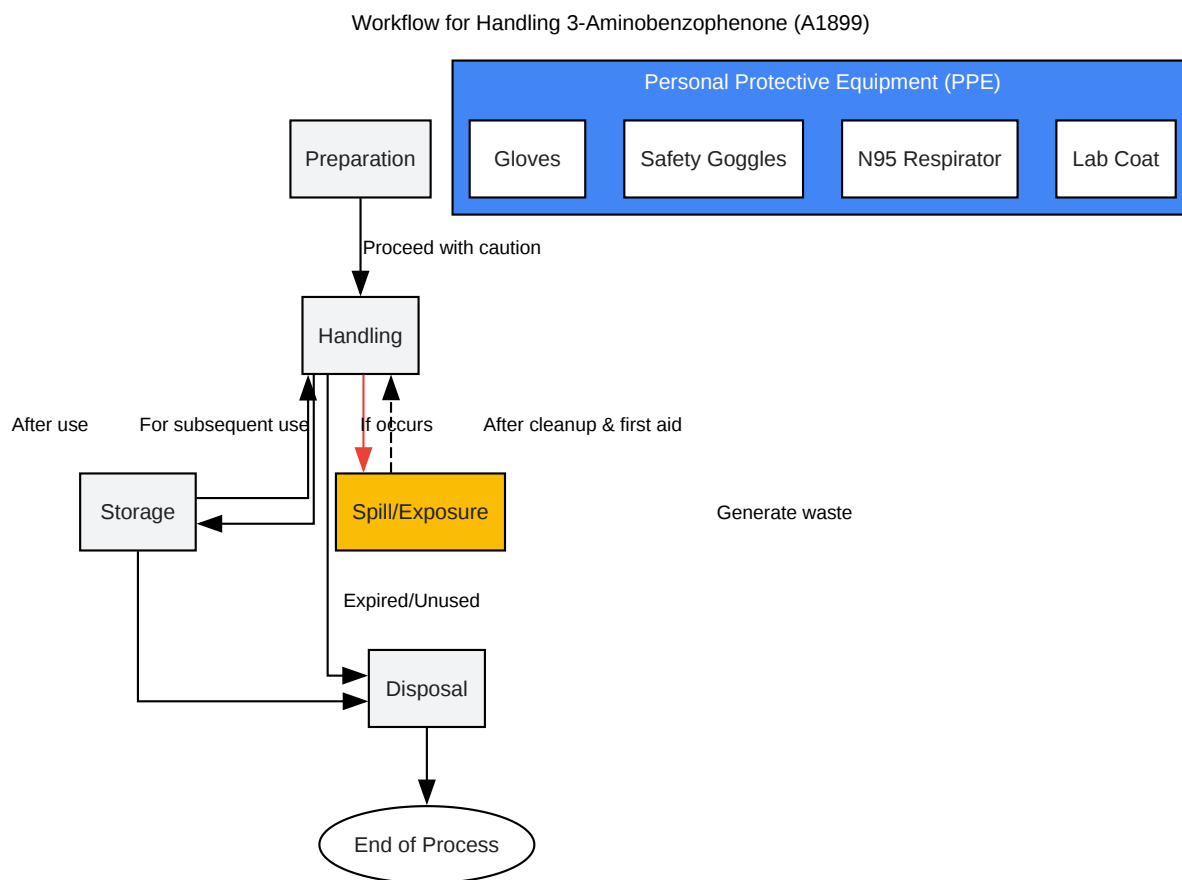 Workflow for Handling 3-Aminobenzophenone (A1899)
Personal Protective Equipment (PPE)
Preparation
Gloves
Safety Goggles
N95 Respirator
Lab Coat
Proceed with caution
Handling
After use
For subsequent use
If occurs
After cleanup & first aid
Storage
Spill/Exposure
Generate waste
Expired/Unused
Disposal
End of Process